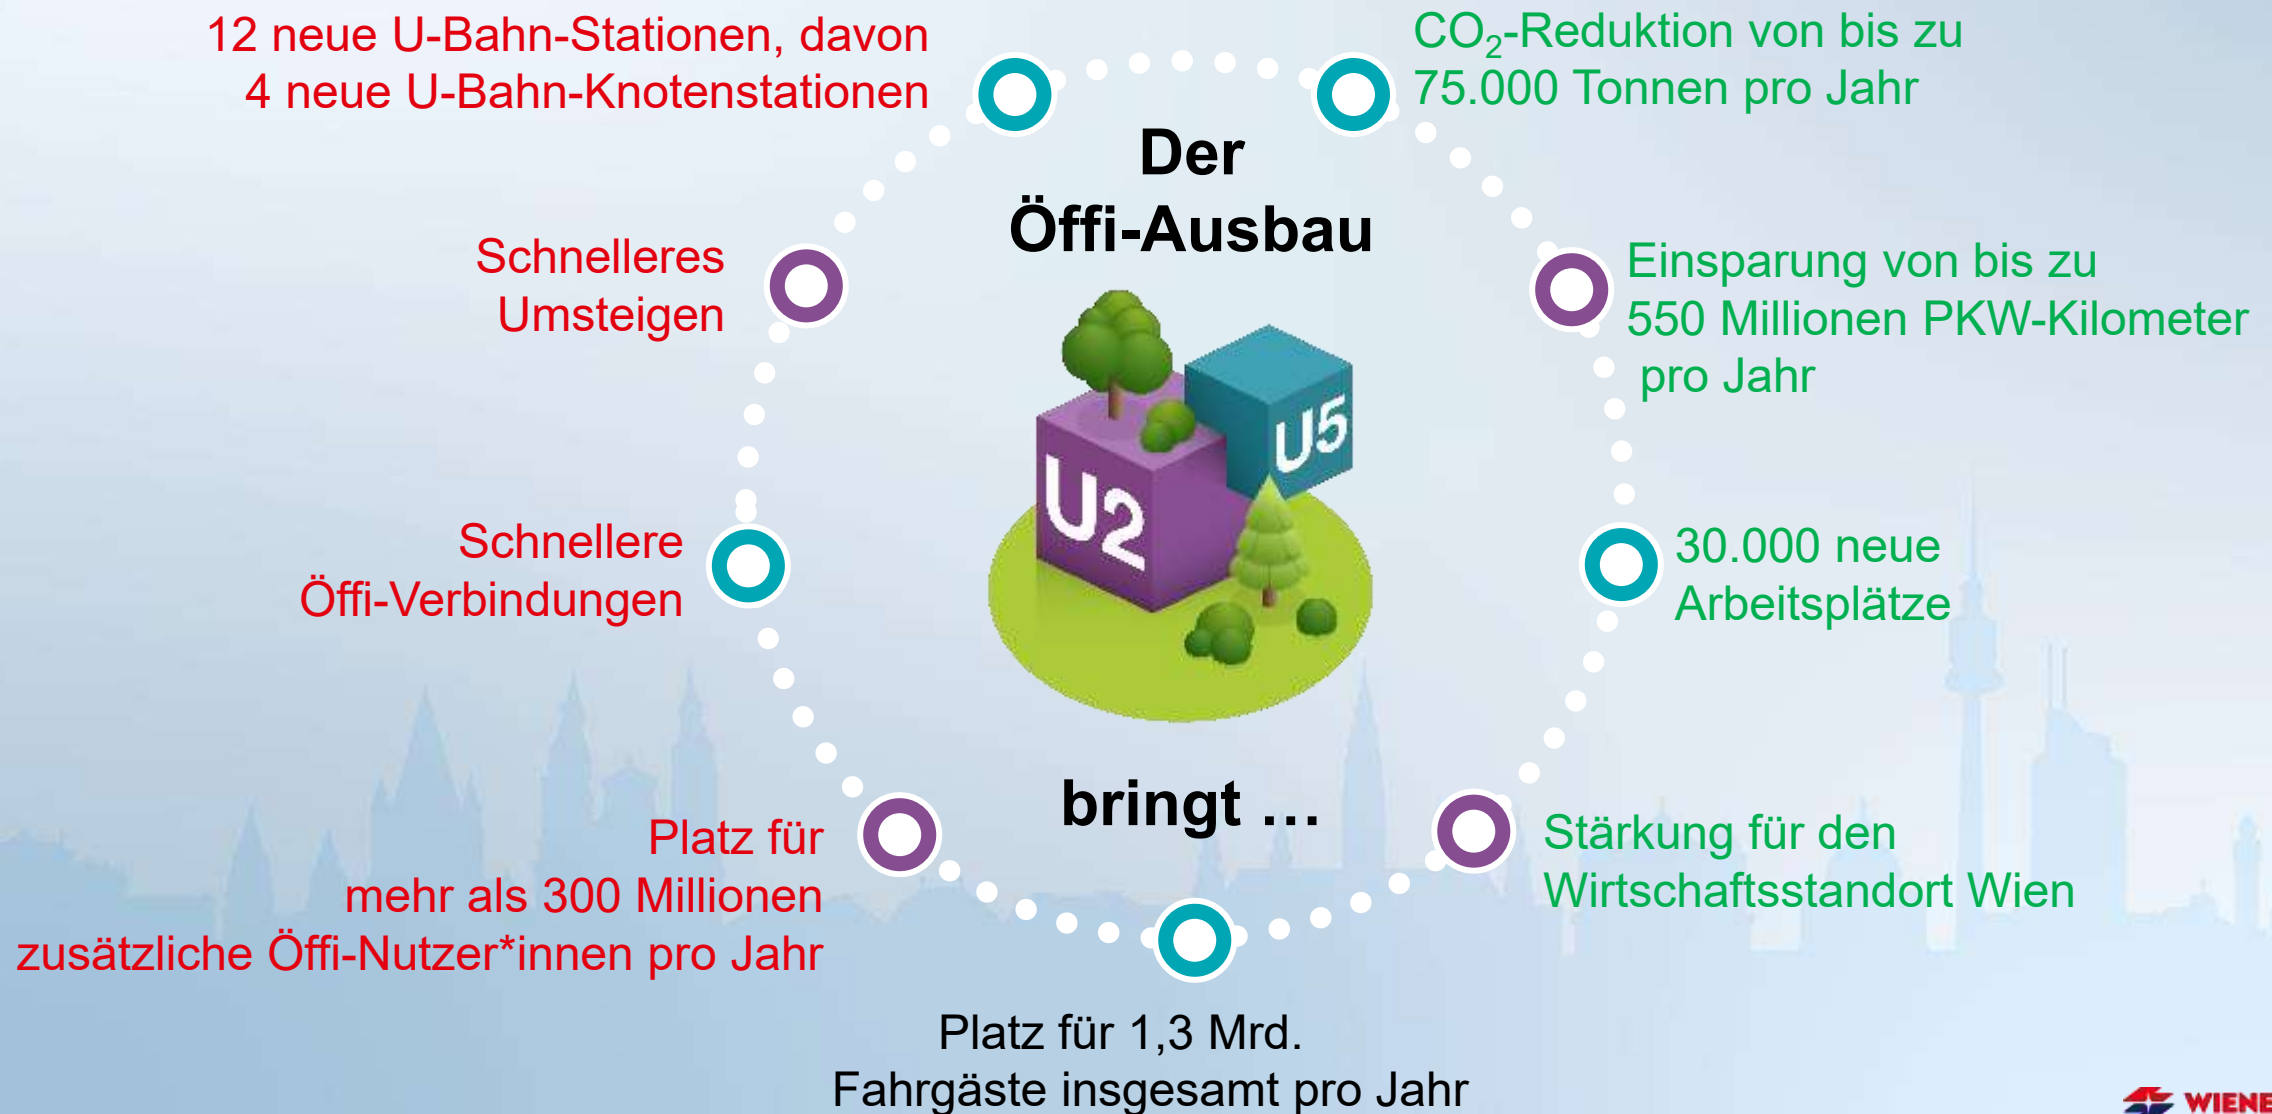 12 neue U-Bahn-Stationen, davon
4 neue U-Bahn-Knotenstationen
CO₂-Reduktion von bis zu
75.000 Tonnen pro Jahr
Der
Öffi-Ausbau
Schnelleres
Umsteigen
Einsparung von bis zu
550 Millionen PKW-Kilometer
pro Jahr
U5
U2
Schnellere
Öffi-Verbindungen
30.000 neue
Arbeitsplätze
bringt …
Platz für
mehr als 300 Millionen
zusätzliche Öffi-Nutzer*innen pro Jahr
Stärkung für den
Wirtschaftsstandort Wien
Platz für 1,3 Mrd.
Fahrgäste insgesamt pro Jahr
WIENE